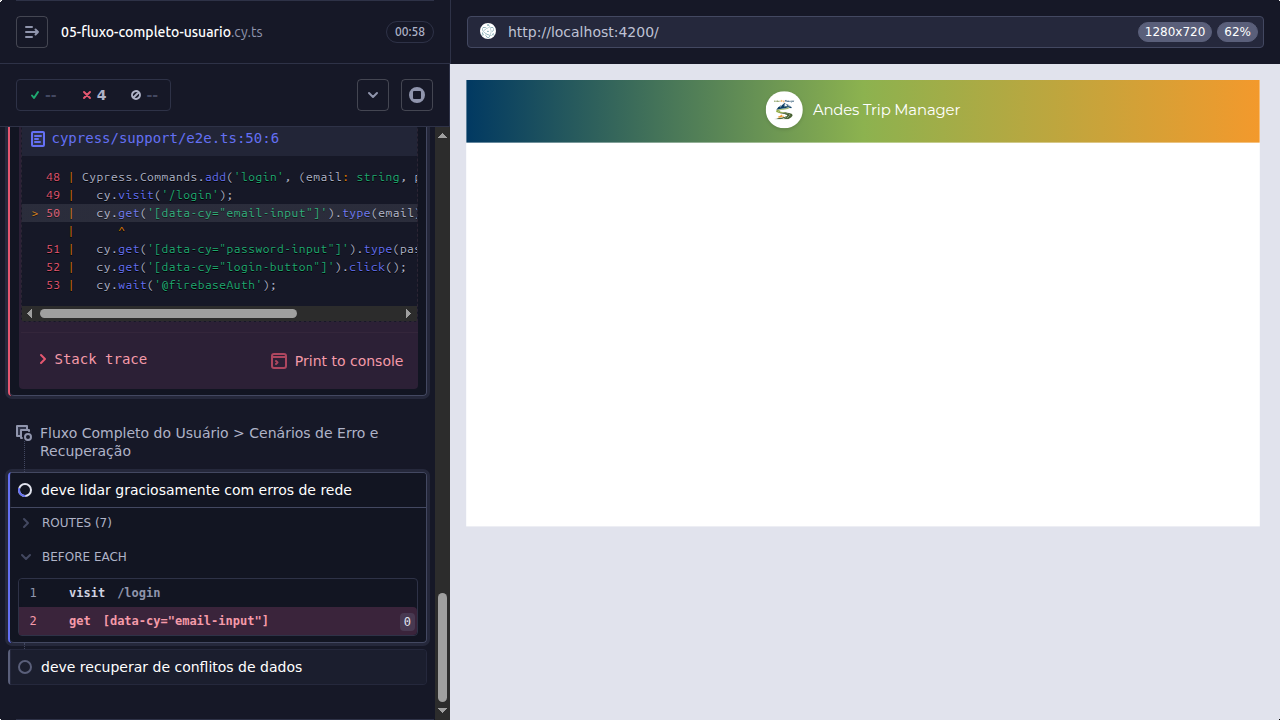 05-fluxo-completo-usuario.cy.ts
00:58
--
4
--
cypress/support/e2e.ts:50:6
48 | Cypress.Commands.add('login', (email: string, p
49 |   cy.visit('/login');
> 50 |   cy.get('[data-cy="email-input"]').type(email)
|      ^
51 |   cy.get('[data-cy="password-input"]').type(pas
52 |   cy.get('[data-cy="login-button"]').click();
53 |   cy.wait('@firebaseAuth');
Stack trace
Print to console
Fluxo Completo do Usuário > Cenários de Erro e
Recuperação
deve lidar graciosamente com erros de rede
ROUTES (7)
BEFORE EACH
1 visit /login
2 get [data-cy="email-input"] 0
deve recuperar de conflitos de dados
http://localhost:4200/
1280x720
62%
Andes Trip Manager